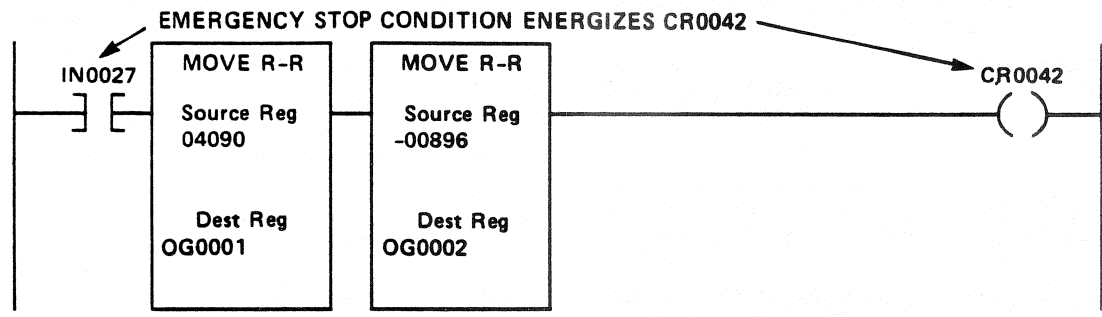 EMERGENCY STOP CONDITION ENERGIZES CR0042
IN0027
MOVE R-R
Source Reg
04090
Dest Reg
OG0001
MOVE R-R
Source Reg
-00896
Dest Reg
OG0002
CR0042